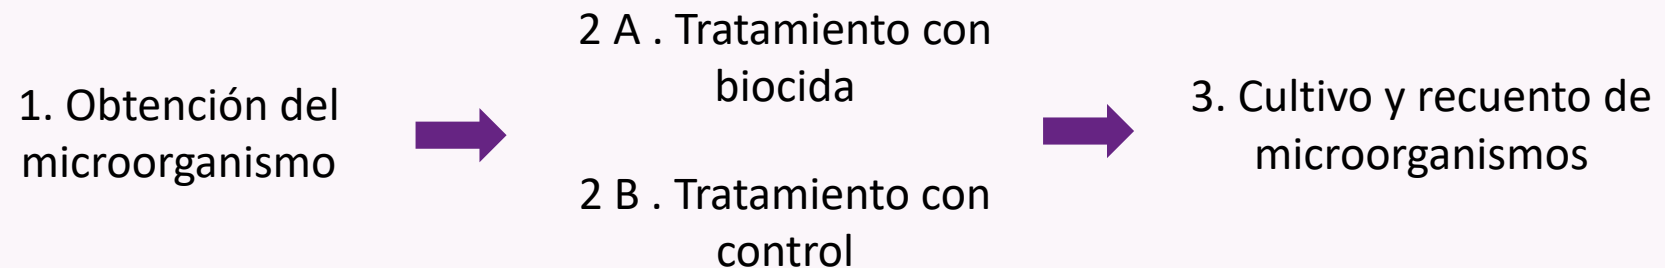 1. Obtención del
microorganismo
2 A . Tratamiento con
biocida
2 B . Tratamiento con
control
3. Cultivo y recuento de
microorganismos